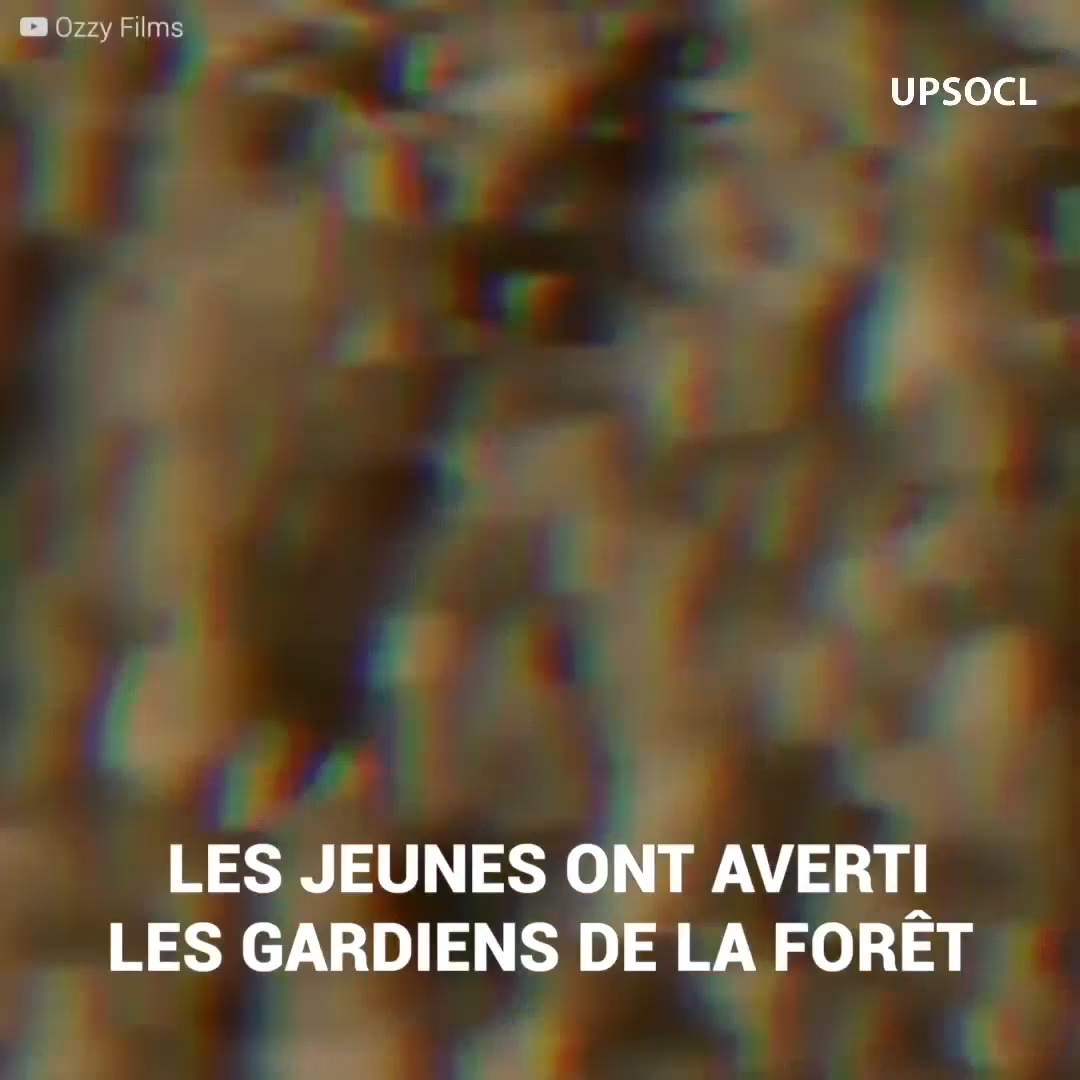 Ozzy Films
UPSOCL
LES JEUNES ONT AVERTI
LES GARDIENS DE LA FORÊT